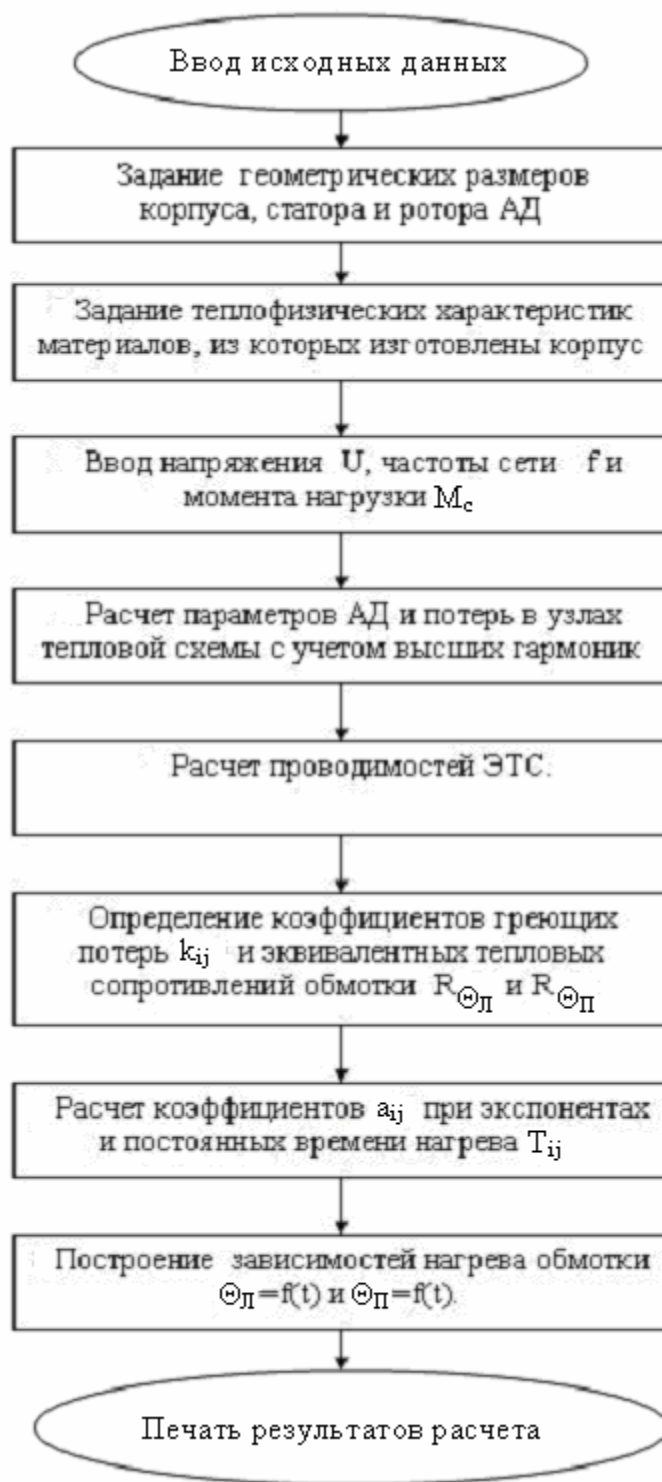 Ввод исходных данных
Задание геометрических размеров
корпуса, статора и ротора АД
Задание теплофизических характеристик
материалов, из которых изготовлены корпус
Ввод напряжения U, частоты сети f и
момента нагрузки Mс
Расчет параметров АД и потерь в узлах
тепловой схемы с учетом высших гармоник
Расчет проводимостей ЭТС.
Определение коэффициентов греющих
потерь kij и эквивалентных тепловых
сопротивлений обмотки RΘЛ и RΘП
Расчет коэффициентов aij при экспонентах
и постоянных времени нагрева Tij
Построение зависимостей нагрева обмотки
ΘЛ=f(t) и ΘП=f(t).
Печать результатов расчета